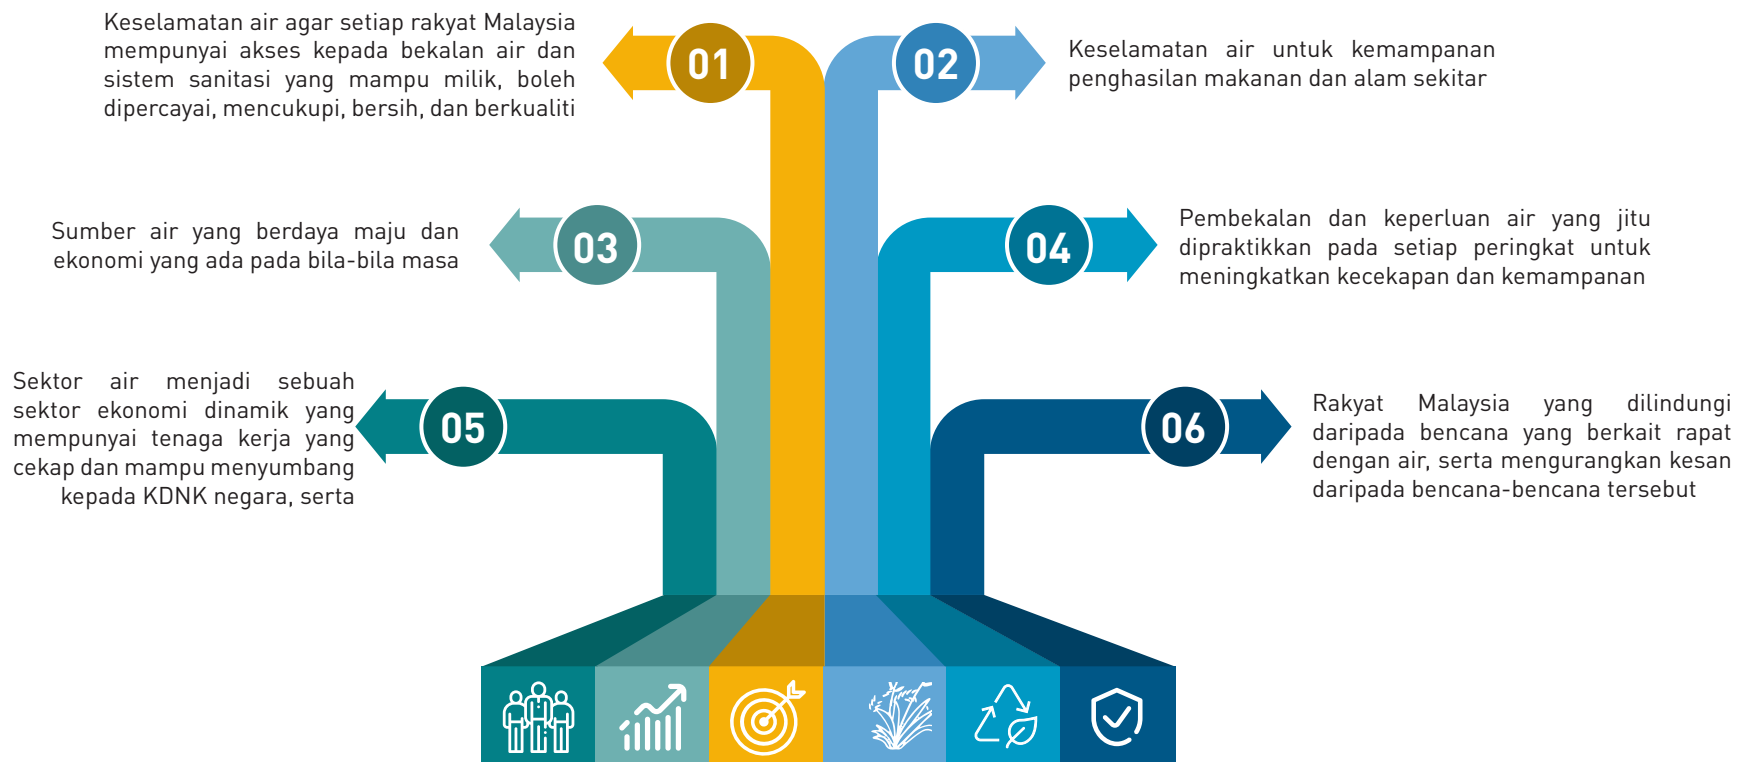 01
Keselamatan air agar setiap rakyat Malaysia
mempunyai akses kepada bekalan air dan
sistem sanitasi yang mampu milik, boleh
dipercayai, mencukupi, bersih, dan berkualiti
02
Keselamatan air untuk kemampanan
penghasilan makanan dan alam sekitar
03
Sumber air yang berdaya maju dan
ekonomi yang ada pada bila-bila masa
04
Pembekalan dan keperluan air yang jitu
dipraktikkan pada setiap peringkat untuk
meningkatkan kecekapan dan kemampanan
05
Sektor air menjadi sebuah
sektor ekonomi dinamik yang
mempunyai tenaga kerja yang
cekap dan mampu menyumbang
kepada KDNK negara, serta
06
Rakyat Malaysia yang dilindungi
daripada bencana yang berkait rapat
dengan air, serta mengurangkan kesan
daripada bencana-bencana tersebut